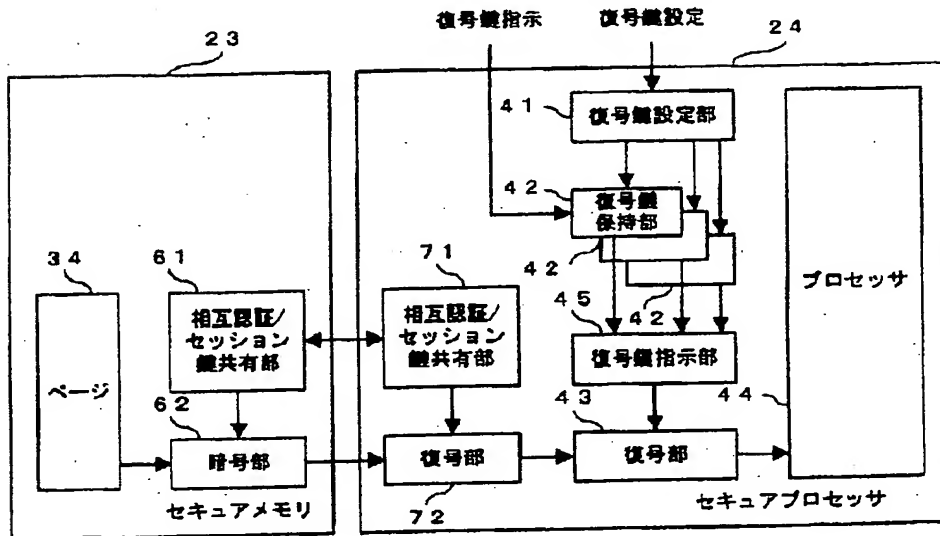 復号鍵指示
復号鍵設定
23
24
41
復号鍵設定部
42
復号鍵
保持部
42
42
34
61
71
45
プロセッサ
相互認証/
セッション
鍵共有部
相互認証/
セッション
鍵共有部
復号鍵指示部
44
ページ
62
43
暗号部
復号部
復号部
72
セキュアメモリ
セキュアプロセッサ